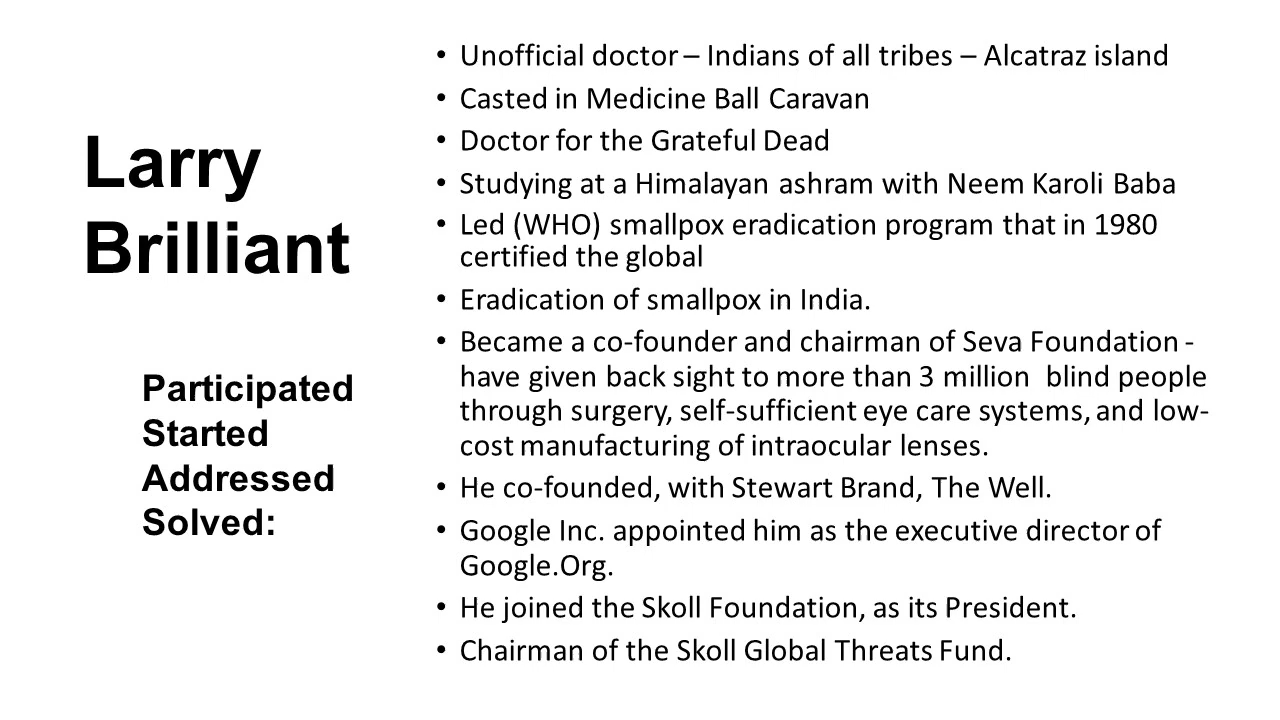 Larry
Brilliant
Participated
Started
Addressed
Solved:
• Unofficial doctor – Indians of all tribes – Alcatraz island
• Casted in Medicine Ball Caravan
• Doctor for the Grateful Dead
• Studying at a Himalayan ashram with Neem Karoli Baba
• Led (WHO) smallpox eradication program that in 1980
certified the global
• Eradication of smallpox in India.
• Became a co-founder and chairman of Seva Foundation -
have given back sight to more than 3 million  blind people
through surgery, self-sufficient eye care systems, and low-
cost manufacturing of intraocular lenses.
• He co-founded, with Stewart Brand, The Well.
• Google Inc. appointed him as the executive director of
Google.Org.
• He joined the Skoll Foundation, as its President.
• Chairman of the Skoll Global Threats Fund.